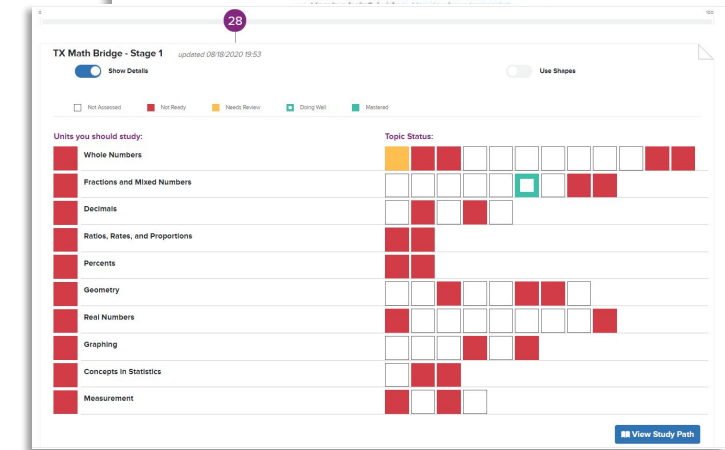 28
TX Math Bridge - Stage 1 updated 08/18/2020 19:53
Show Details Use Shapes
Not Assessed Not Ready Needs Review Doing Well Mastered
Units you should study: Topic Status:
Whole Numbers
Fractions and Mixed Numbers
Decimals
Ratios, Rates, and Proportions
Percents
Geometry
Real Numbers
Graphing
Concepts in Statistics
Measurement
View Study Path